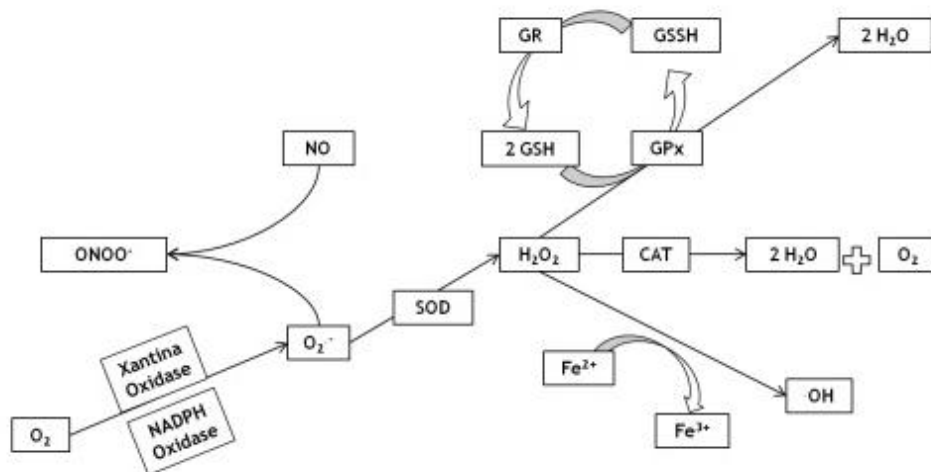 GR
GSSH
2 H₂O
NO
2 GSH
GPx
ONOO⁻
H₂O₂
CAT
2 H₂O
O₂
SOD
O₂·⁻
Xantina
Oxidase
Fe²⁺
·OH
O₂
NADPH
Oxidase
Fe³⁺